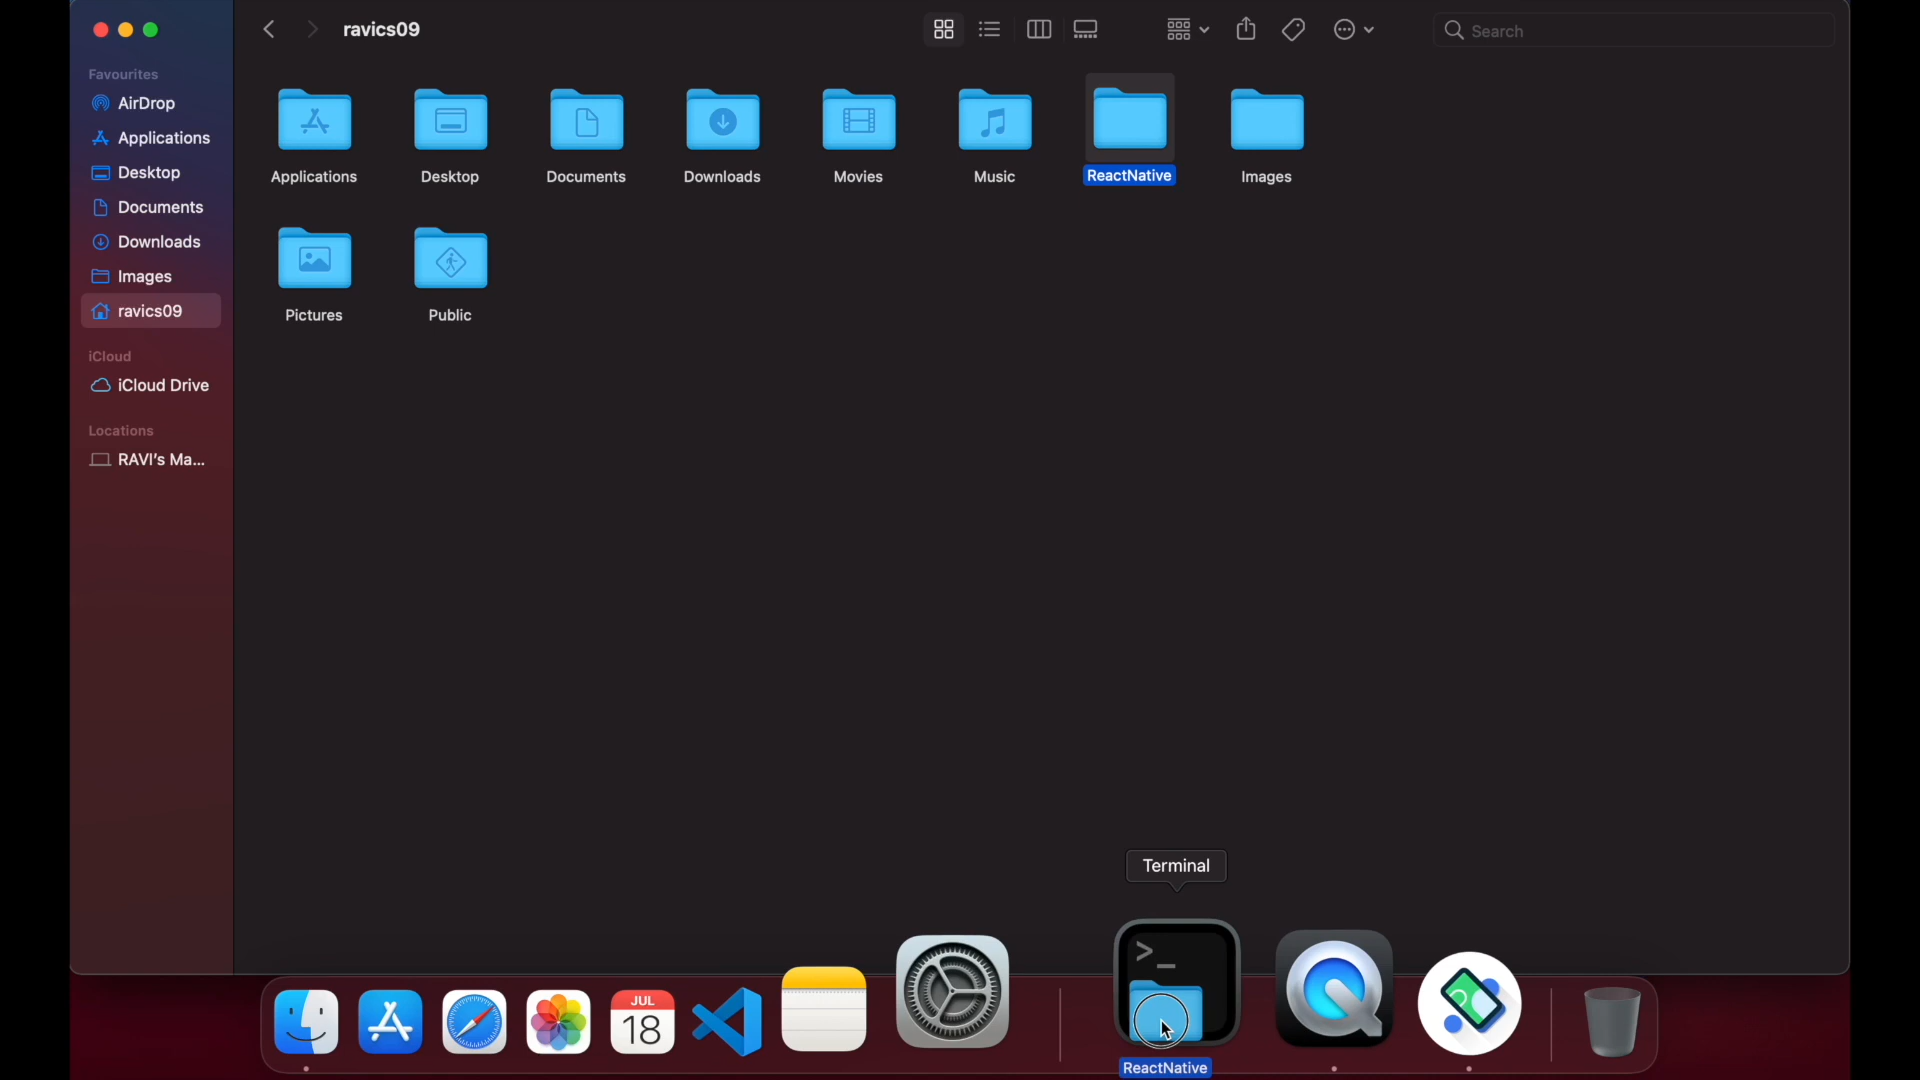 ravics09
Search
Favourites
AirDrop
Applications
Desktop
Documents
Downloads
Images
ravics09
iCloud
iCloud Drive
Locations
RAVI's Ma...
Applications
Desktop
Documents
Downloads
Movies
Music
ReactNative
Images
Pictures
Public
Terminal
>_
JUL
18
ReactNative